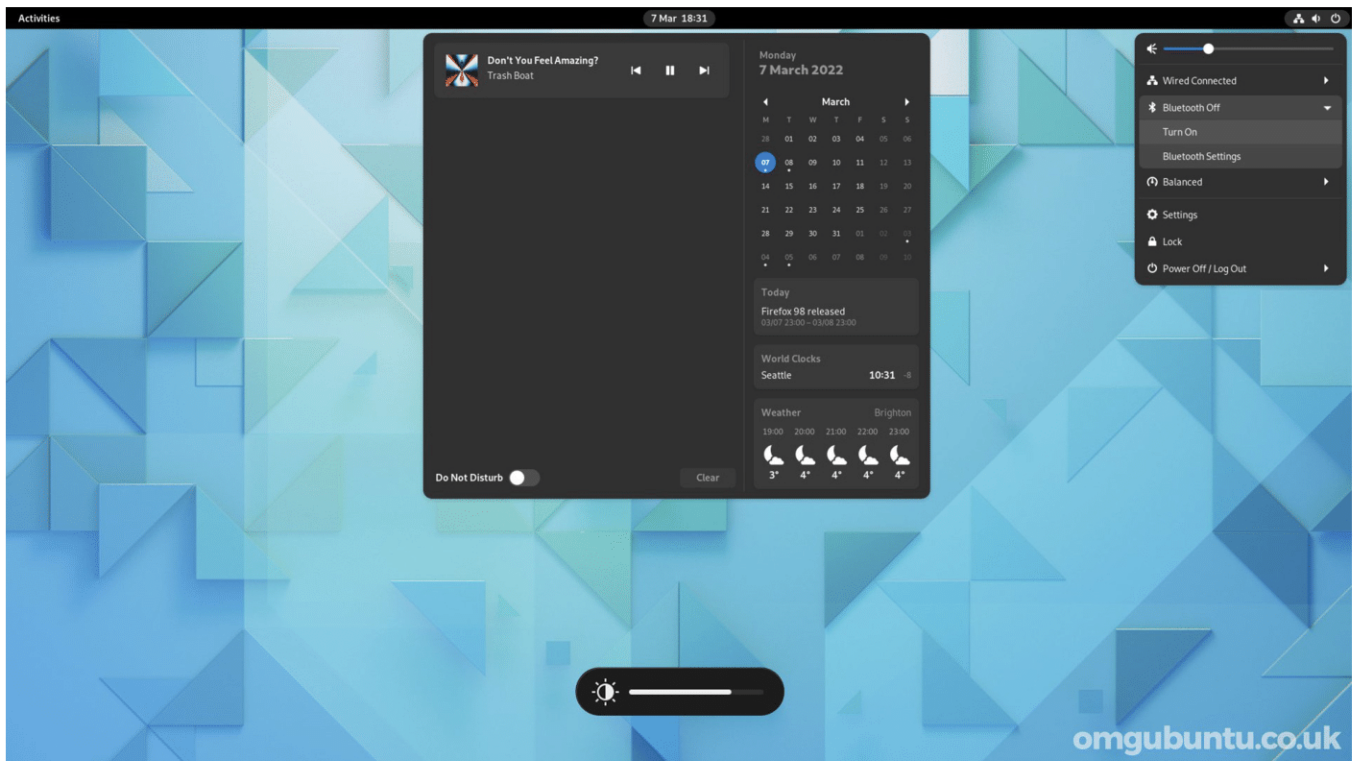 Activities
7 Mar 18:31
Don't You Feel Amazing?
Trash Boat
Do Not Disturb
Clear
Monday
7 March 2022
March
M T W T F S S
28 01 02 03 04 05 06
07 08 09 10 11 12 13
14 15 16 17 18 19 20
21 22 23 24 25 26 27
28 29 30 31 01 02 03
04 05 06 07 08 09 10
Today
Firefox 98 released
03/07 23:00 – 03/08 23:00
World Clocks
Seattle 10:31 -8
Weather Brighton
19:00 20:00 21:00 22:00 23:00
3° 4° 4° 4° 4°
Wired Connected
Bluetooth Off
Turn On
Bluetooth Settings
Balanced
Settings
Lock
Power Off / Log Out
omgubuntu.co.uk